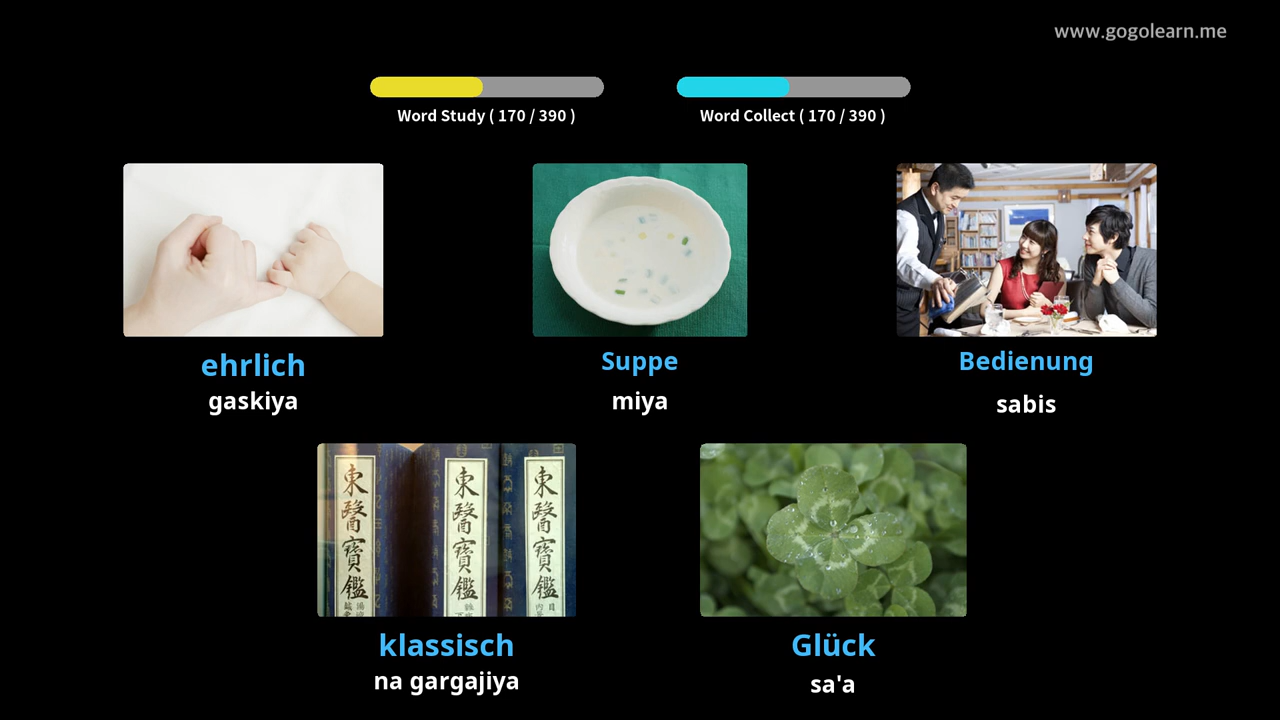 www.gogolearn.me
Word Study ( 170 / 390 )
Word Collect ( 170 / 390 )
ehrlich
gaskiya
Suppe
miya
Bedienung
sabis
東醫寶鑑
東醫寶鑑
東醫寶鑑
klassisch
na gargajiya
Glück
sa'a